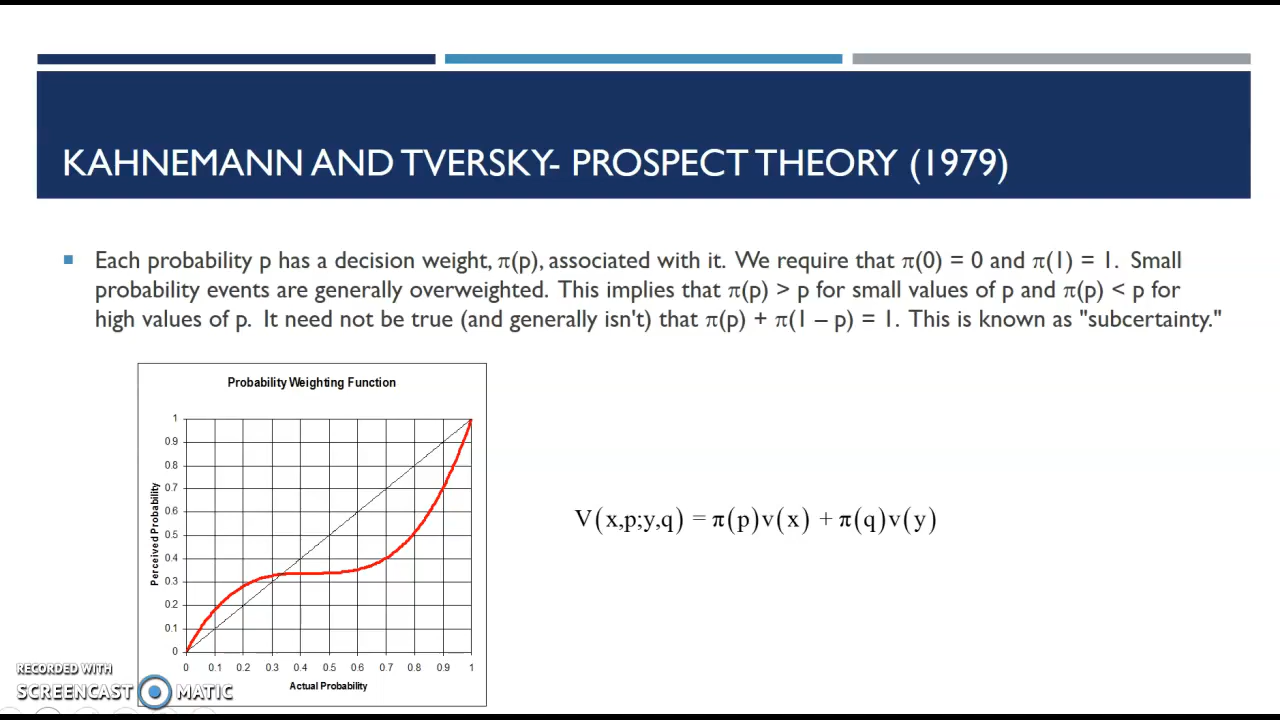 KAHNEMANN AND TVERSKY- PROSPECT THEORY (1979)
Each probability p has a decision weight, π(p), associated with it. We require that π(0) = 0 and π(1) = 1. Small
probability events are generally overweighted. This implies that π(p) > p for small values of p and π(p) < p for
high values of p. It need not be true (and generally isn't) that π(p) + π(1 – p) = 1. This is known as "subcertainty."
Probability Weighting Function
1
0.9
0.8
0.7
0.6
0.5
0.4
0.3
0.2
0.1
0
Perceived Probability
0 0.1 0.2 0.3 0.4 0.5 0.6 0.7 0.8 0.9 1
Actual Probability
V(x,p;y,q) = π(p)v(x) + π(q)v(y)
RECORDED WITH
SCREENCAST MATIC